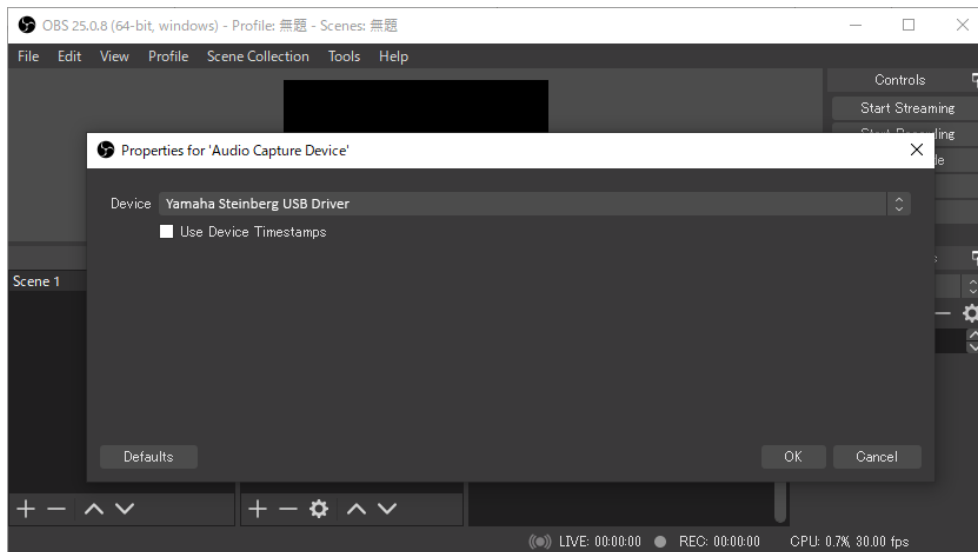 OBS 25.0.8 (64-bit, windows) - Profile: 無題 - Scenes: 無題
File Edit View Profile Scene Collection Tools Help
Controls
Start Streaming
Properties for 'Audio Capture Device'
Device Yamaha Steinberg USB Driver
Use Device Timestamps
Scene 1
Defaults OK Cancel
LIVE: 00:00:00 REC: 00:00:00 CPU: 0.7%, 30.00 fps